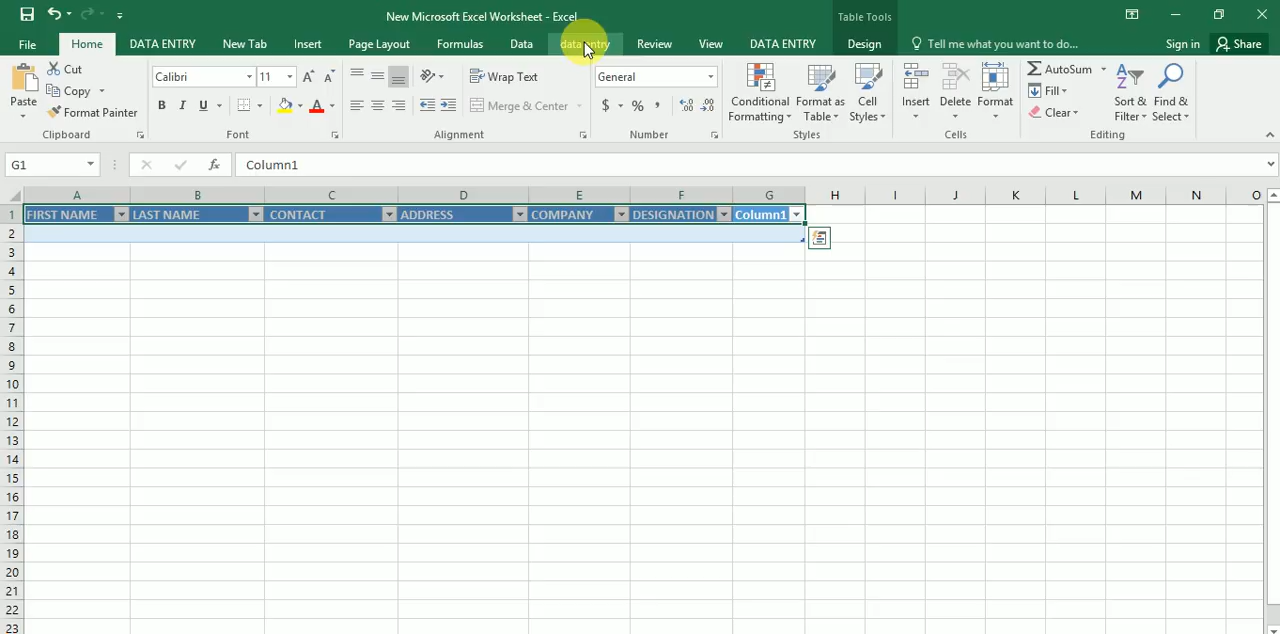 New Microsoft Excel Worksheet - Excel
Table Tools
File Home DATA ENTRY New Tab Insert Page Layout Formulas Data data entry Review View DATA ENTRY Design Tell me what you want to do... Sign in Share
Paste
Cut
Copy
Format Painter
Clipboard
Calibri 11
B I U
Font
Wrap Text
Merge & Center
Alignment
General
$ % ,
Number
Conditional Formatting
Format as Table
Cell Styles
Styles
Insert
Delete
Format
Cells
AutoSum
Fill
Clear
Sort & Filter
Find & Select
Editing
G1 fx Column1
A B C D E F G H I J K L M N O
1 FIRST NAME LAST NAME CONTACT ADDRESS COMPANY DESIGNATION Column1
2
3
4
5
6
7
8
9
10
11
12
13
14
15
16
17
18
19
20
21
22
23